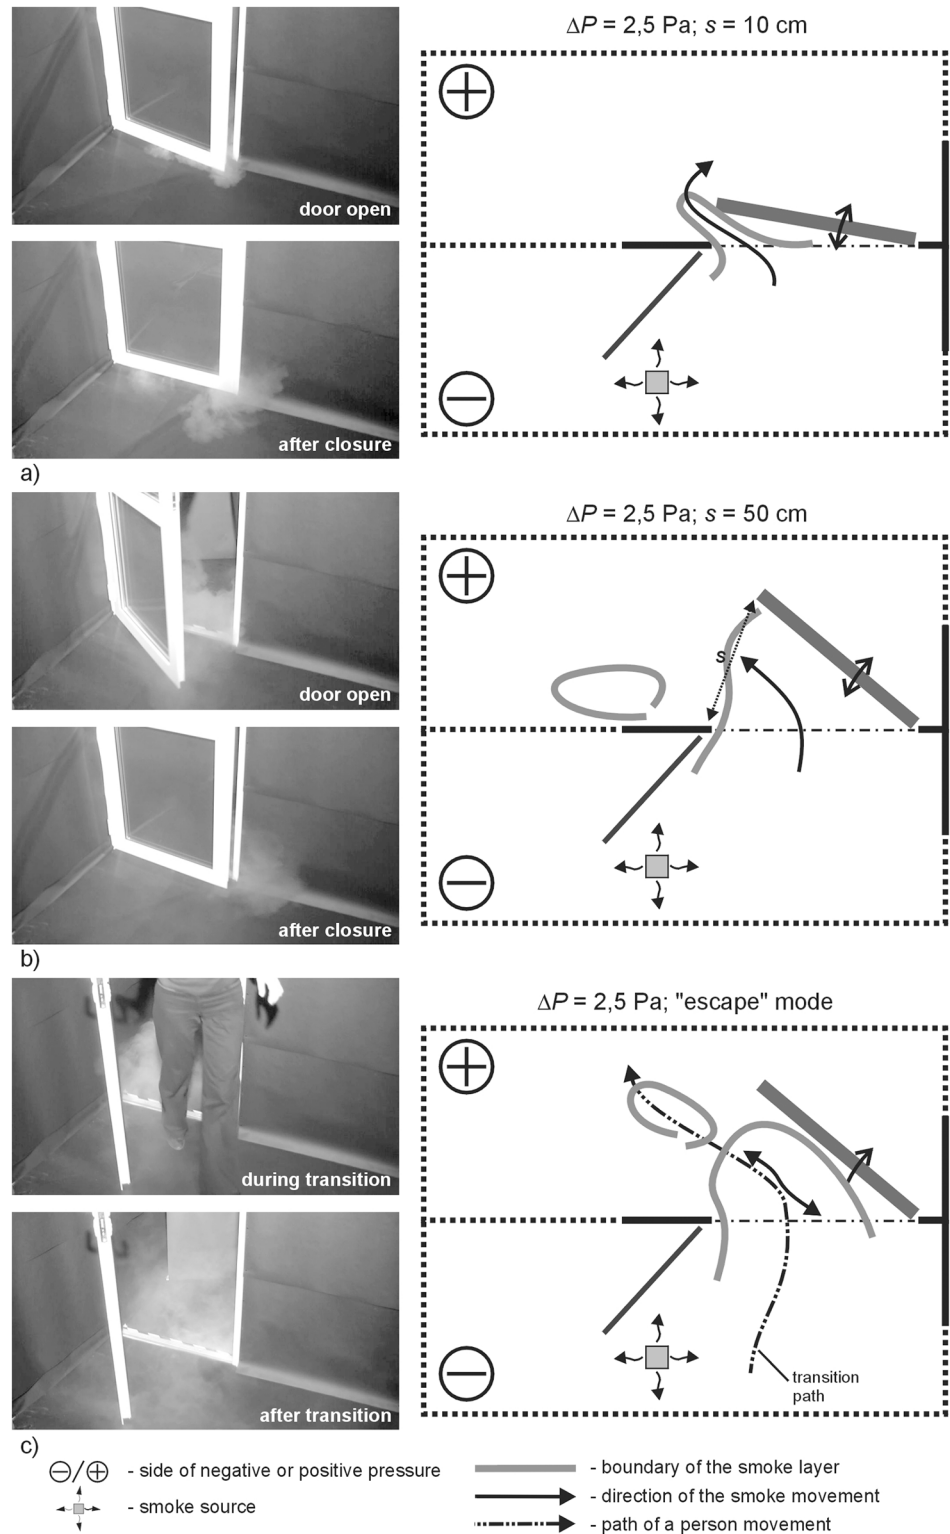 ΔP = 2,5 Pa; s = 10 cm
door open
after closure
a)
ΔP = 2,5 Pa; s = 50 cm
s
door open
after closure
b)
ΔP = 2,5 Pa; "escape" mode
during transition
transition
path
after transition
c)
⊖/⊕ - side of negative or positive pressure
- smoke source
- boundary of the smoke layer
- direction of the smoke movement
- path of a person movement